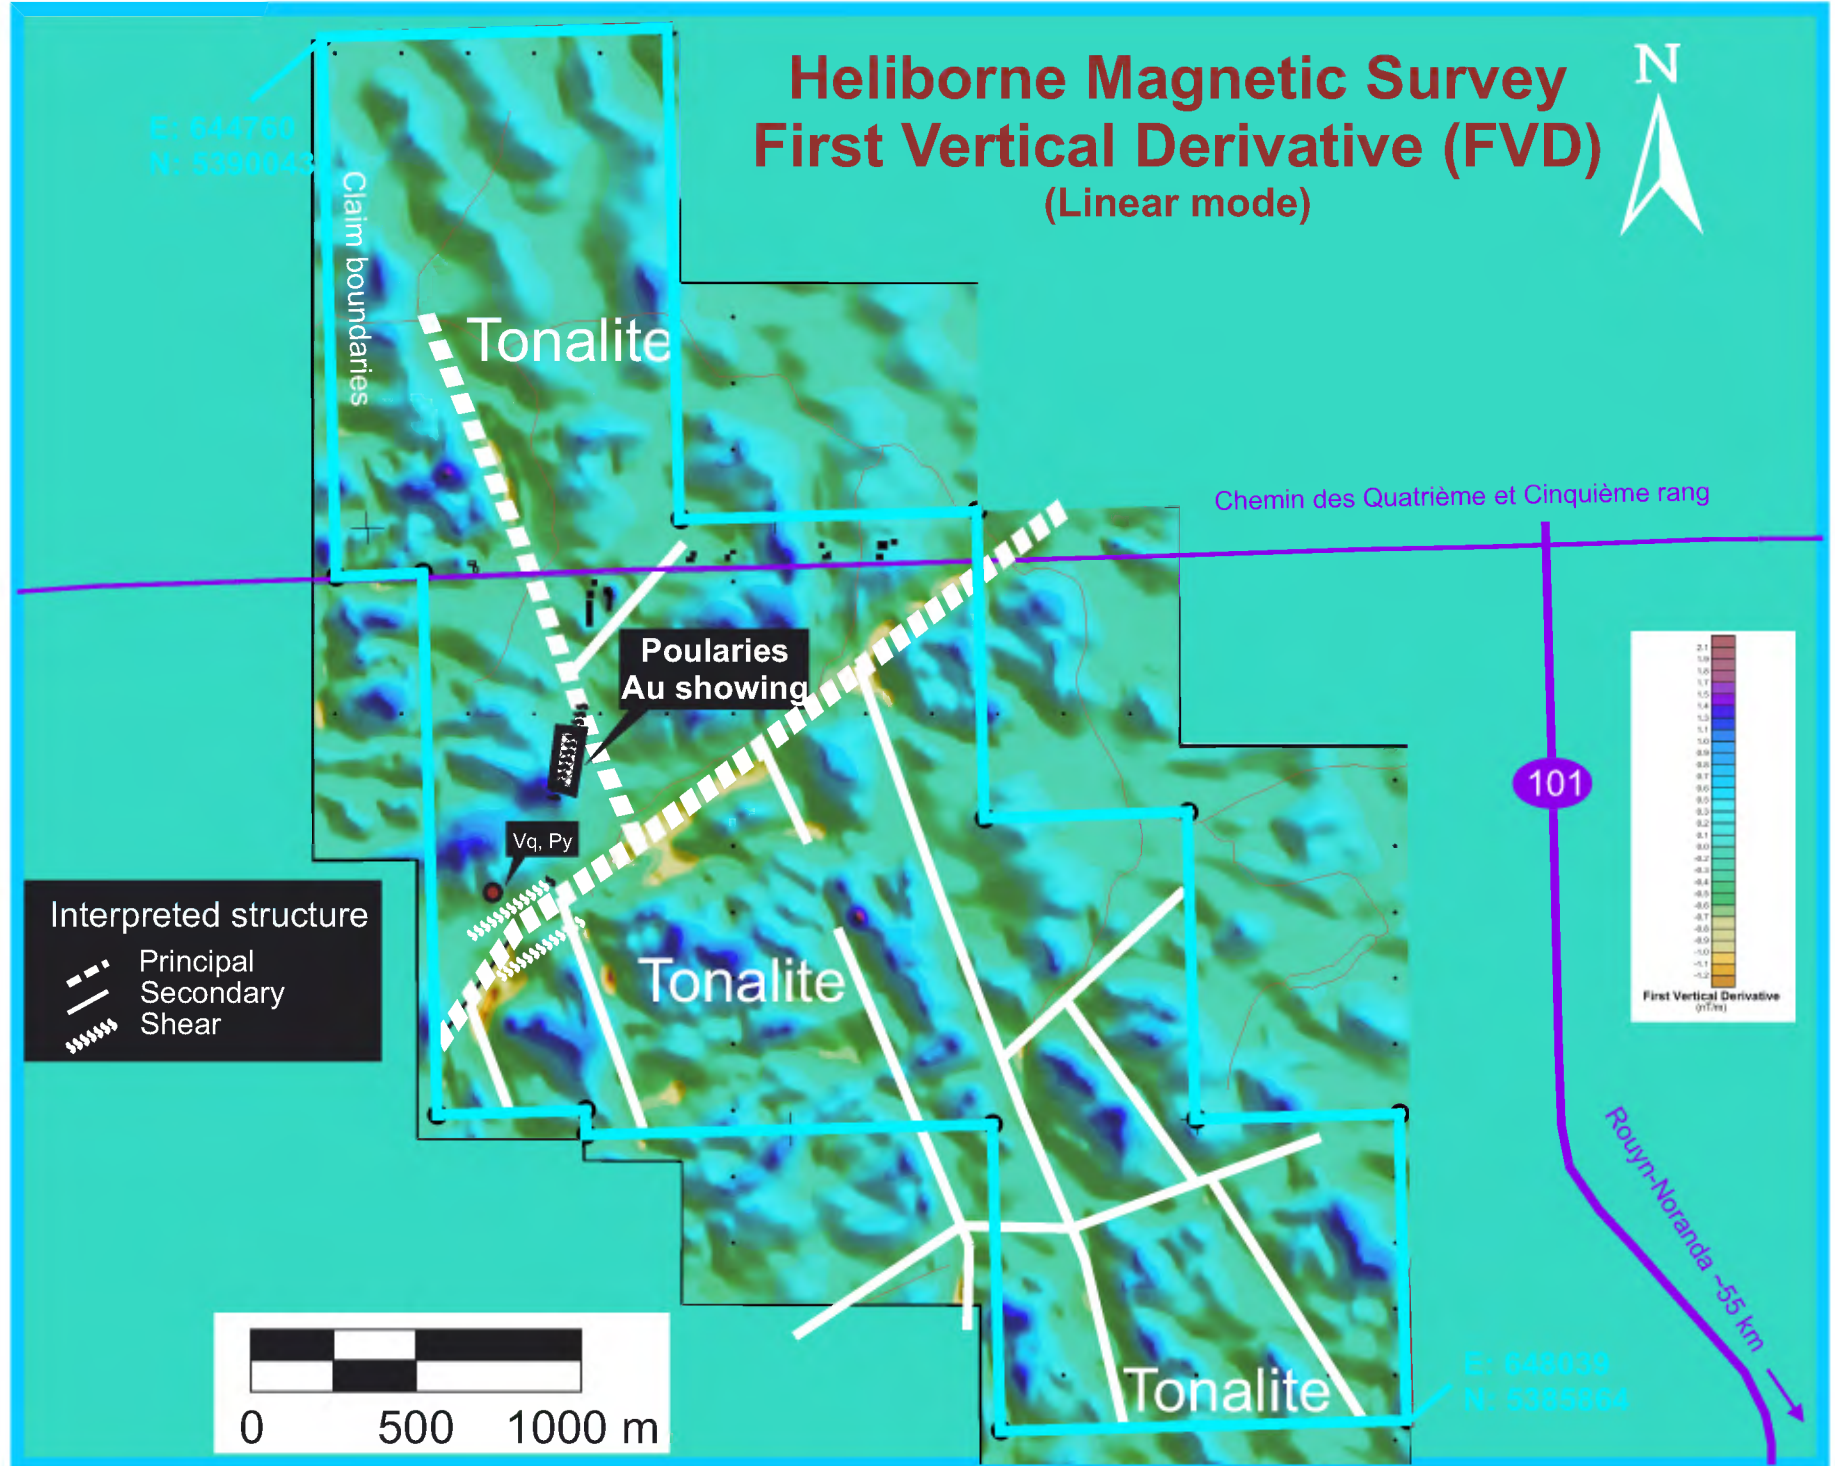 Heliborne Magnetic Survey
First Vertical Derivative (FVD)
(Linear mode)
N
E: 644760
N: 5390043
Claim boundaries
Tonalite
Chemin des Quatrième et Cinquième rang
Poularies
Au showing
101
Vq, Py
Interpreted structure
Principal
Secondary
Shear
Tonalite
First Vertical Derivative
(nT/m)
Rouyn-Noranda ~55 km
Tonalite
E: 648039
N: 5385864
0 500 1000 m